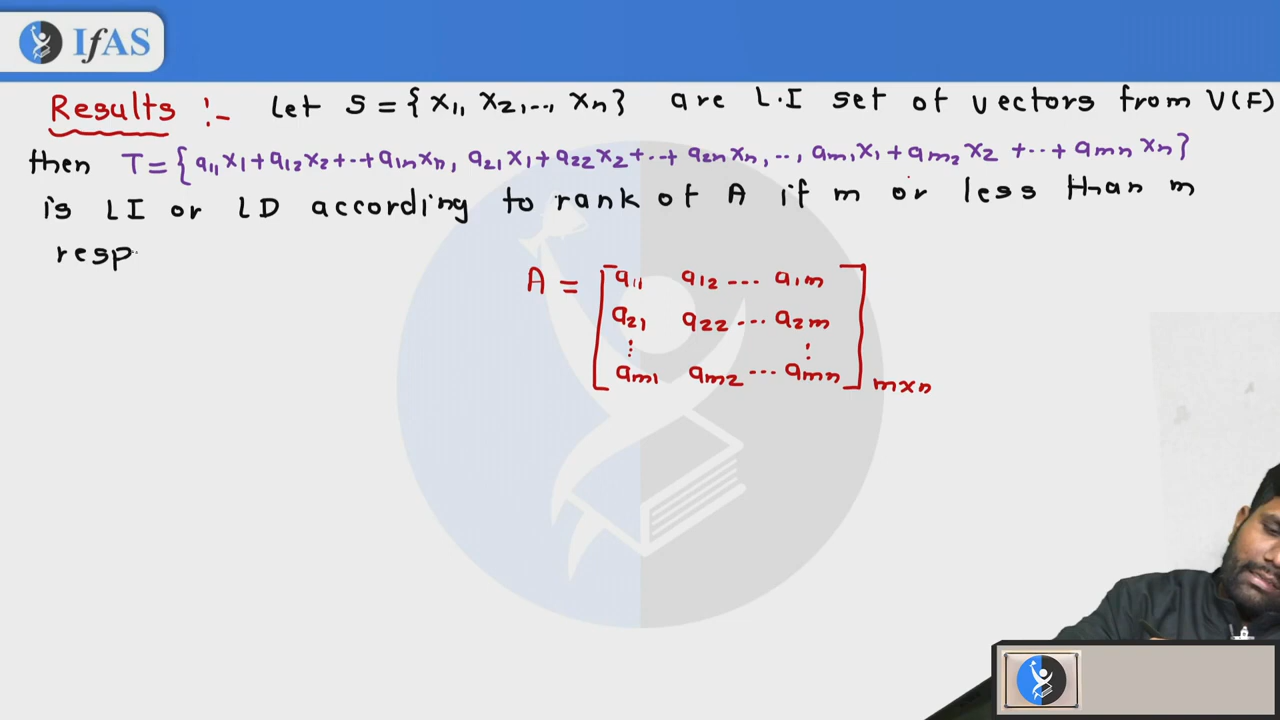 IfAS
Results :- Let S = {x1, x2, .., xn} are L.I set of vectors from V(F)
then T = {a11x1+a12x2+..+a1nxn, a21x1+a22x2+..+a2nxn, .., am1x1+am2x2+..+amnxn}
is LI or LD according to rank of A if m or less than m
resp
A = [a11 a12 ... a1m
a21 a22 ... a2m
⋮ ⋮
am1 am2 ... amn] m×n